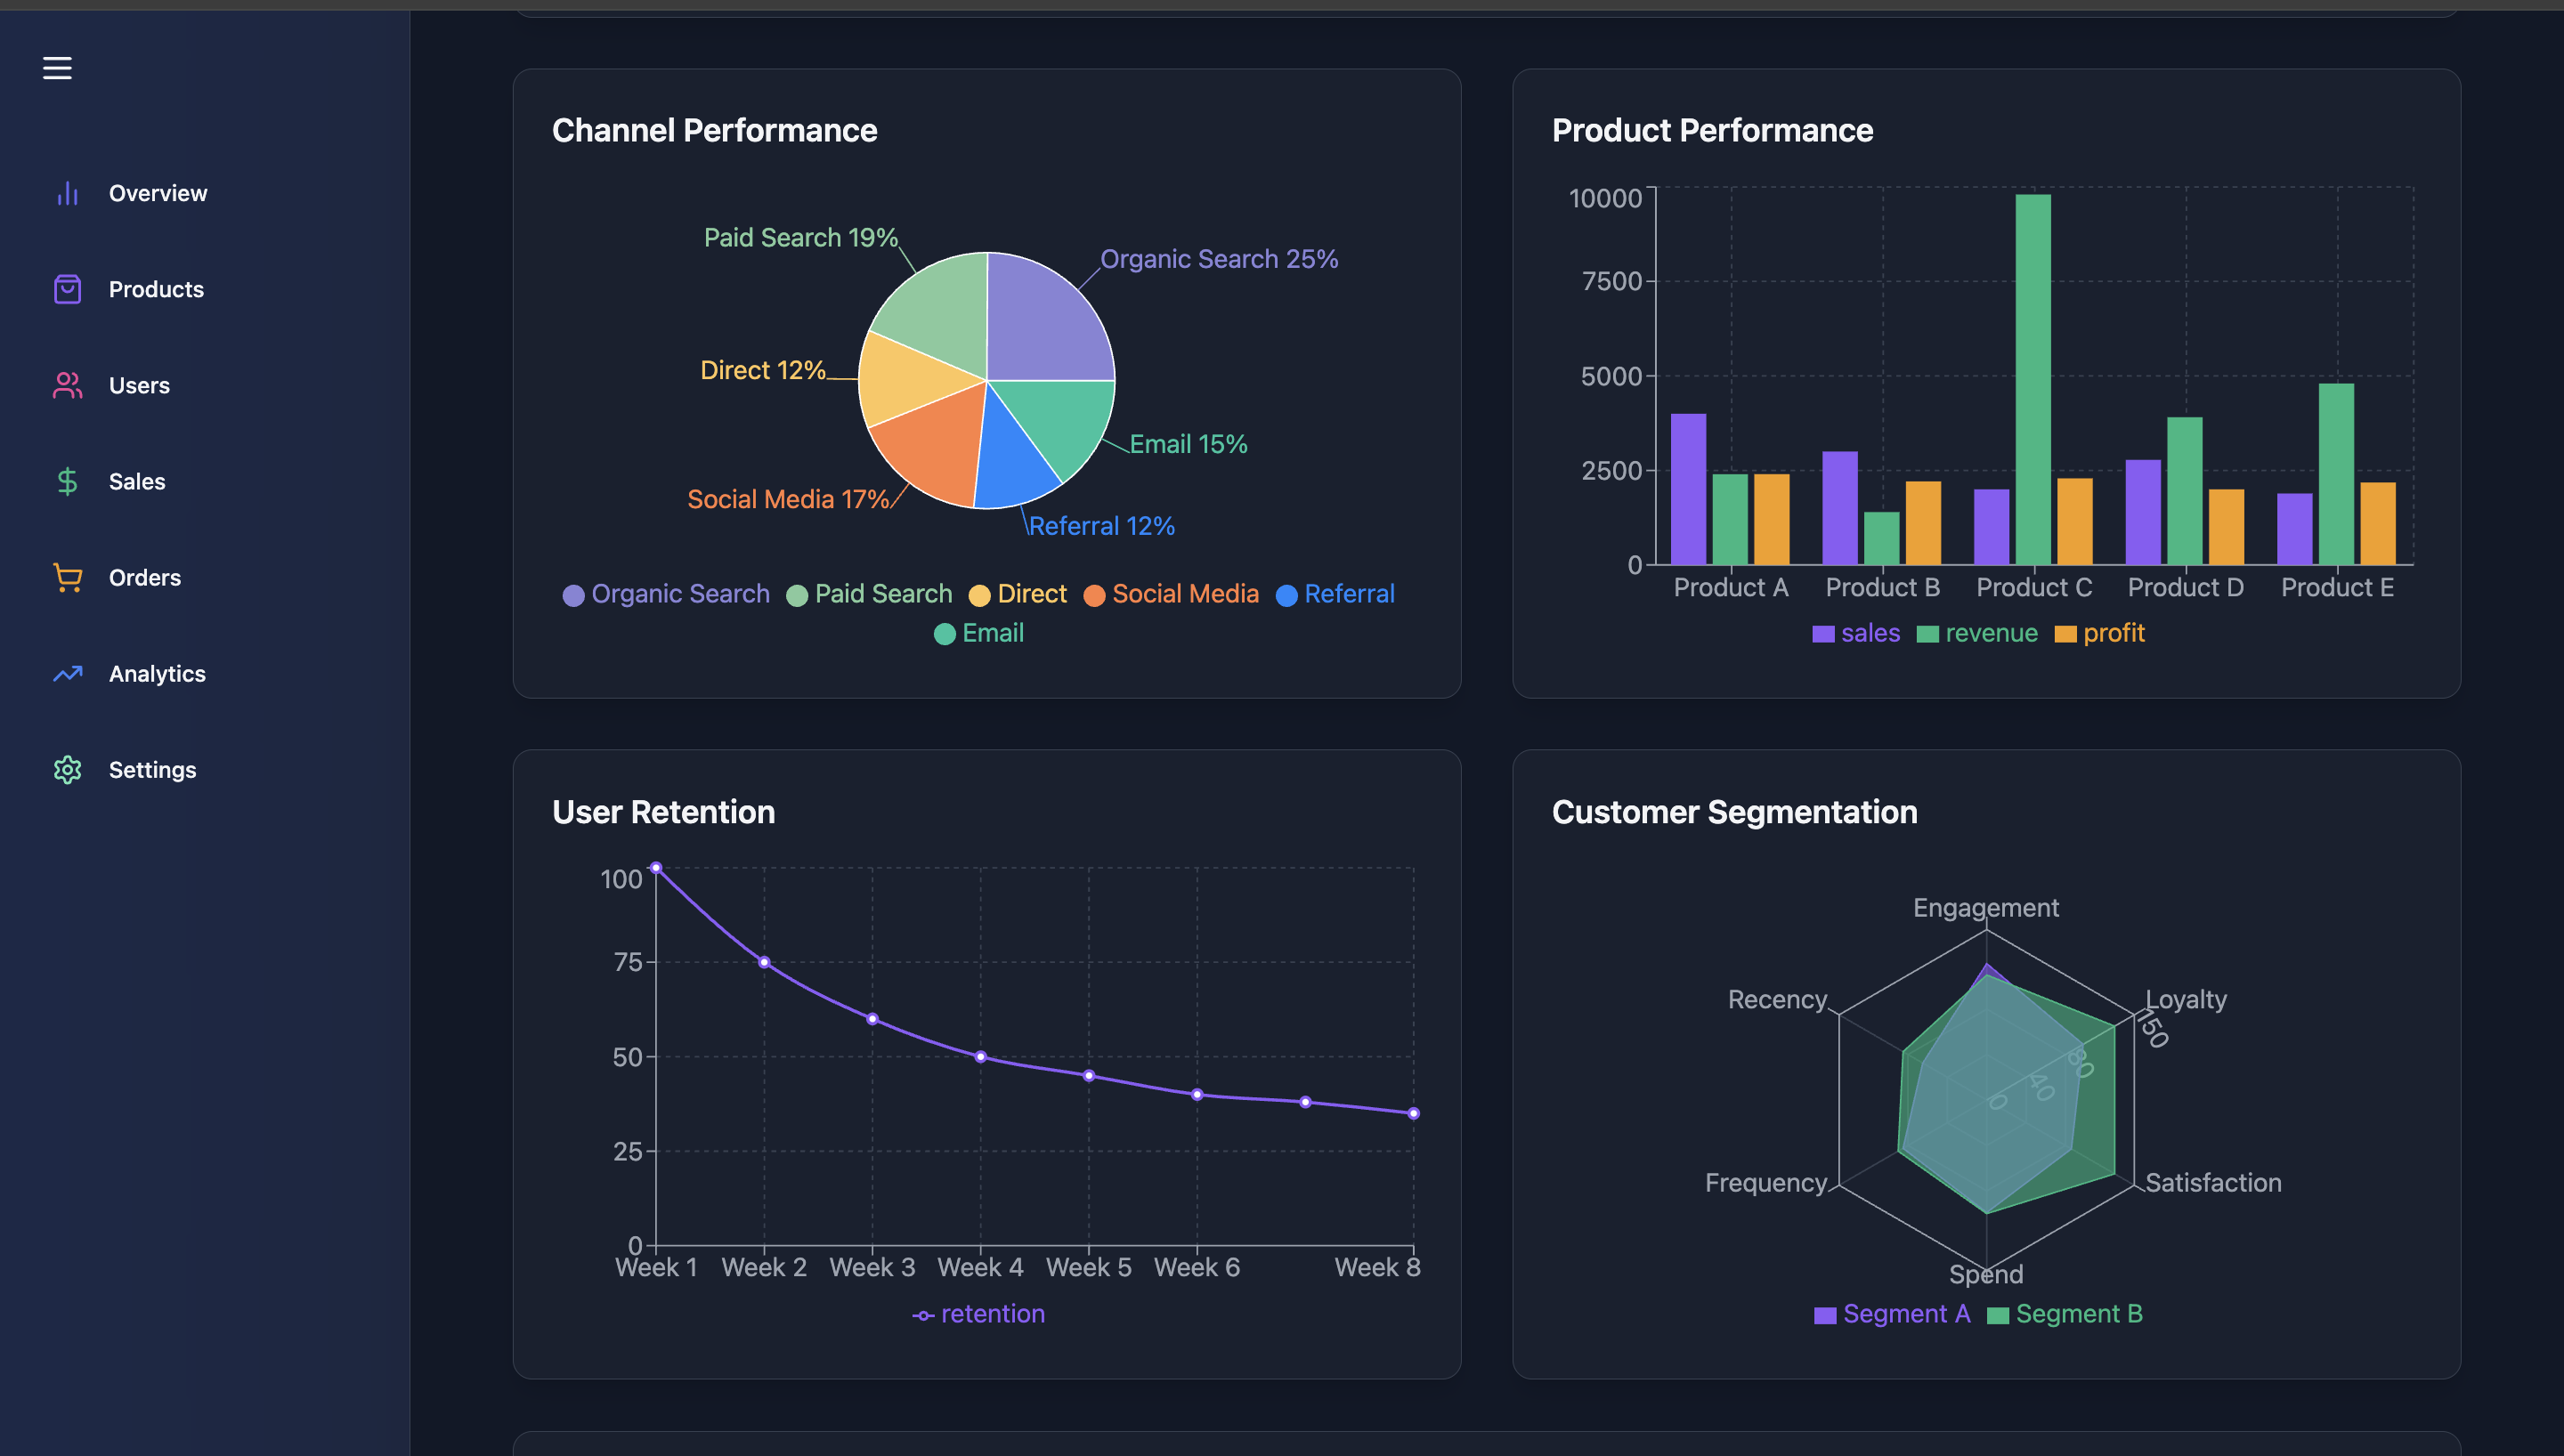 Overview
Products
Users
Sales
Orders
Analytics
Settings
Channel Performance
Paid Search 19%
Organic Search 25%
Direct 12%
Email 15%
Social Media 17%
Referral 12%
Organic Search Paid Search Direct Social Media Referral
Email
Product Performance
10000
7500
5000
2500
0
Product A Product B Product C Product D Product E
sales revenue profit
User Retention
100
75
50
25
0
Week 1 Week 2 Week 3 Week 4 Week 5 Week 6 Week 8
retention
Customer Segmentation
Engagement
Recency
Loyalty
150
80
40
0
Frequency
Satisfaction
Spend
Segment A Segment B